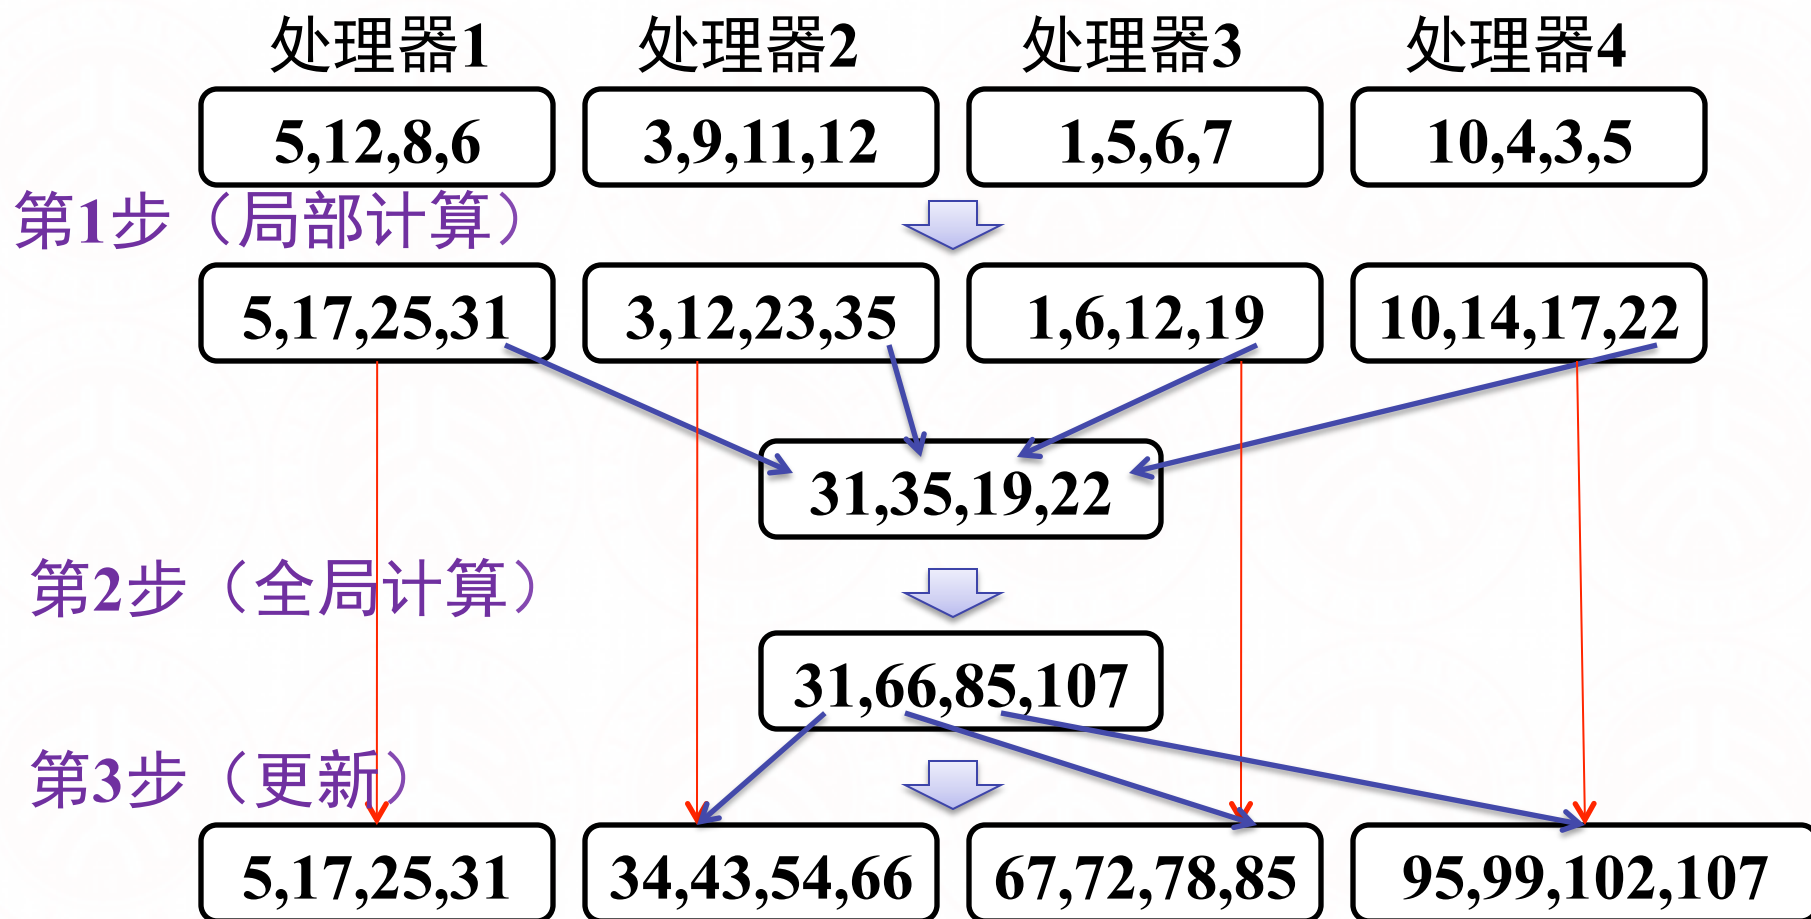 处理器1 处理器2 处理器3 处理器4
5,12,8,6 3,9,11,12 1,5,6,7 10,4,3,5
第1步（局部计算）
5,17,25,31 3,12,23,35 1,6,12,19 10,14,17,22
31,35,19,22
第2步（全局计算）
31,66,85,107
第3步（更新）
5,17,25,31 34,43,54,66 67,72,78,85 95,99,102,107